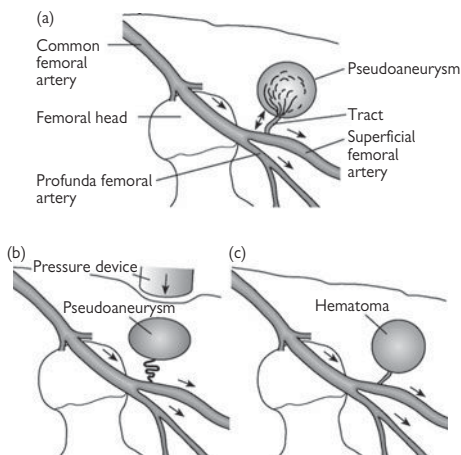 (a)
Common
femoral
artery
Pseudoaneurysm
Femoral head
Tract
Superficial
femoral
artery
Profunda femoral
artery
(b)
Pressure device
Pseudoaneurysm
(c)
Hematoma